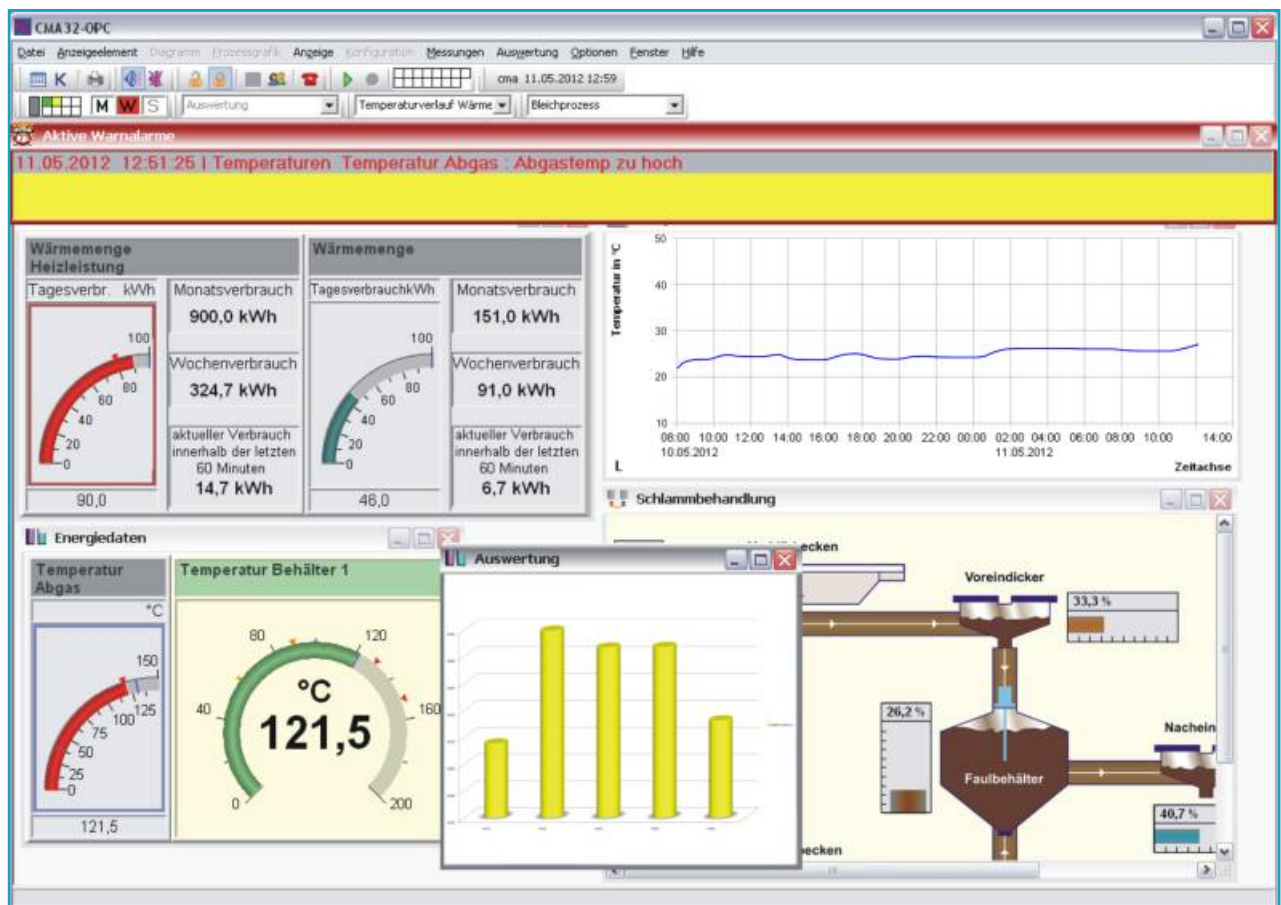 CMA32-OPC
Datei Anzeigeelement Diagramm Prozessgrafik Anzeige Konfiguration Messungen Auswertung Optionen Fenster Hilfe
K cma 11.05.2012 12:59
M W S Auswertung Temperaturverlauf Wärme Bleichprozess
Aktive Warnalarme
11.05.2012 12:51:25 | Temperaturen Temperatur Abgas : Abgastemp zu hoch
Wärmemenge
Heizleistung
Tagesverbr. kWh
100
80
60
40
20
0
90,0
Monatsverbrauch
900,0 kWh
Wochenverbrauch
324,7 kWh
aktueller Verbrauch
innerhalb der letzten
60 Minuten
14,7 kWh
Wärmemenge
TagesverbrauchkWh
100
80
60
40
20
0
46,0
Monatsverbrauch
151,0 kWh
Wochenverbrauch
91,0 kWh
aktueller Verbrauch
innerhalb der letzten
60 Minuten
6,7 kWh
Temperatur in °C
50
40
30
20
10
08:00 10:00 12:00 14:00 16:00 18:00 20:00 22:00 00:00 02:00 04:00 06:00 08:00 10:00 14:00
10.05.2012 11.05.2012
L Zeitachse
Energiedaten
Temperatur
Abgas
°C
150
125
100
75
50
25
0
121,5
Temperatur Behälter 1
0 40 80 120 160 200
°C
121,5
Auswertung
Schlammbehandlung
ecken
Voreindicker
33,3 %
26,2 %
Faulbehälter
Nachein
40,7 %
ecken